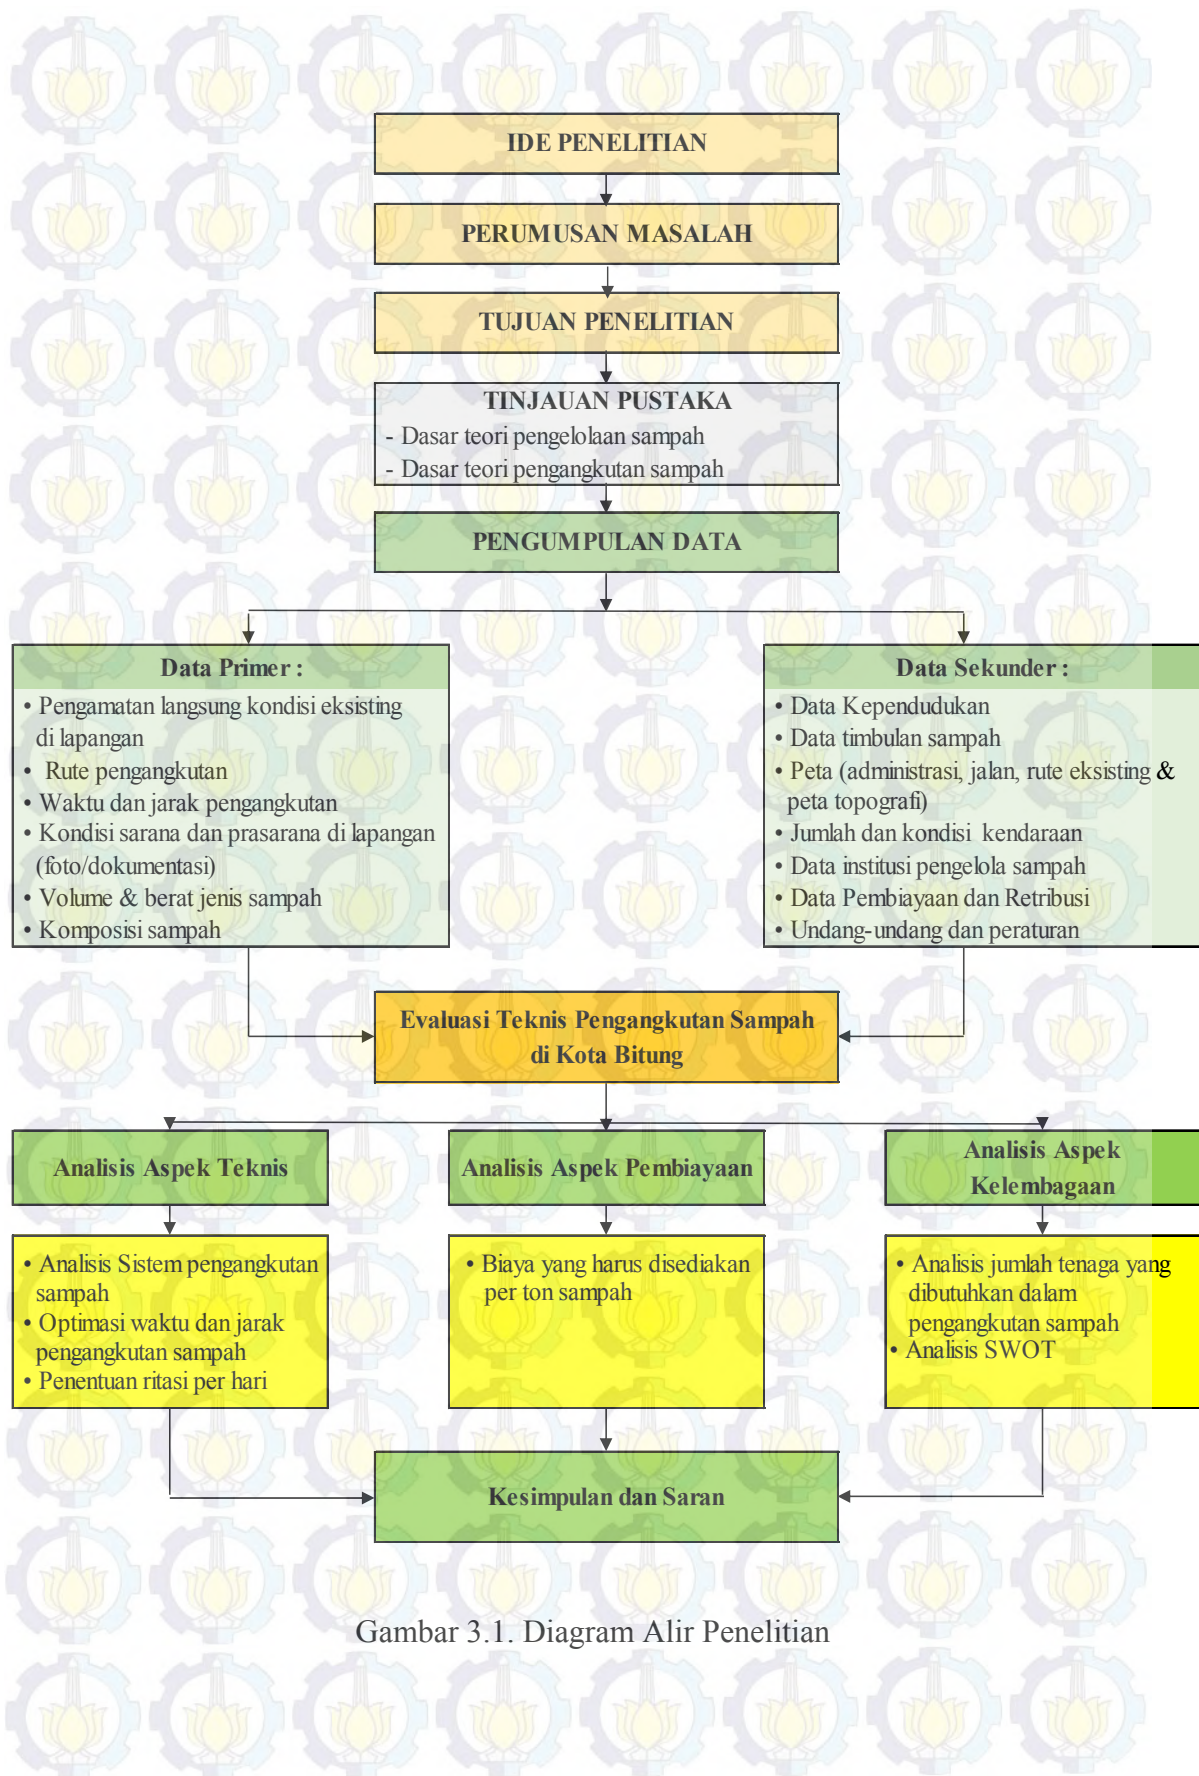 IDE PENELITIAN
PERUMUSAN MASALAH
TUJUAN PENELITIAN
TINJAUAN PUSTAKA
- Dasar teori pengelolaan sampah
- Dasar teori pengangkutan sampah
PENGUMPULAN DATA
Data Primer :
• Pengamatan langsung kondisi eksisting
di lapangan
• Rute pengangkutan
• Waktu dan jarak pengangkutan
• Kondisi sarana dan prasarana di lapangan
(foto/dokumentasi)
• Volume & berat jenis sampah
• Komposisi sampah
Data Sekunder :
• Data Kependudukan
• Data timbulan sampah
• Peta (administrasi, jalan, rute eksisting &
peta topografi)
• Jumlah dan kondisi kendaraan
• Data institusi pengelola sampah
• Data Pembiayaan dan Retribusi
• Undang-undang dan peraturan
Evaluasi Teknis Pengangkutan Sampah
di Kota Bitung
Analisis Aspek Teknis
• Analisis Sistem pengangkutan
sampah
• Optimasi waktu dan jarak
pengangkutan sampah
• Penentuan ritasi per hari
Analisis Aspek Pembiayaan
• Biaya yang harus disediakan
per ton sampah
Analisis Aspek
Kelembagaan
• Analisis jumlah tenaga yang
dibutuhkan dalam
pengangkutan sampah
• Analisis SWOT
Kesimpulan dan Saran
Gambar 3.1. Diagram Alir Penelitian